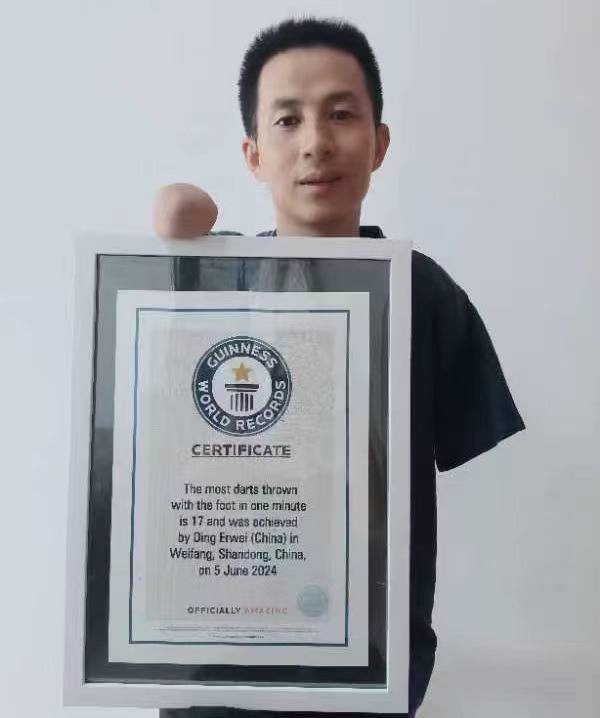 GUINNESS
WORLD RECORDS
CERTIFICATE
The most darts thrown
with the foot in one minute
is 17 and was achieved
by Ding Erwei (China) in
Weifang, Shandong, China,
on 5 June 2024
OFFICIALLY AMAZING